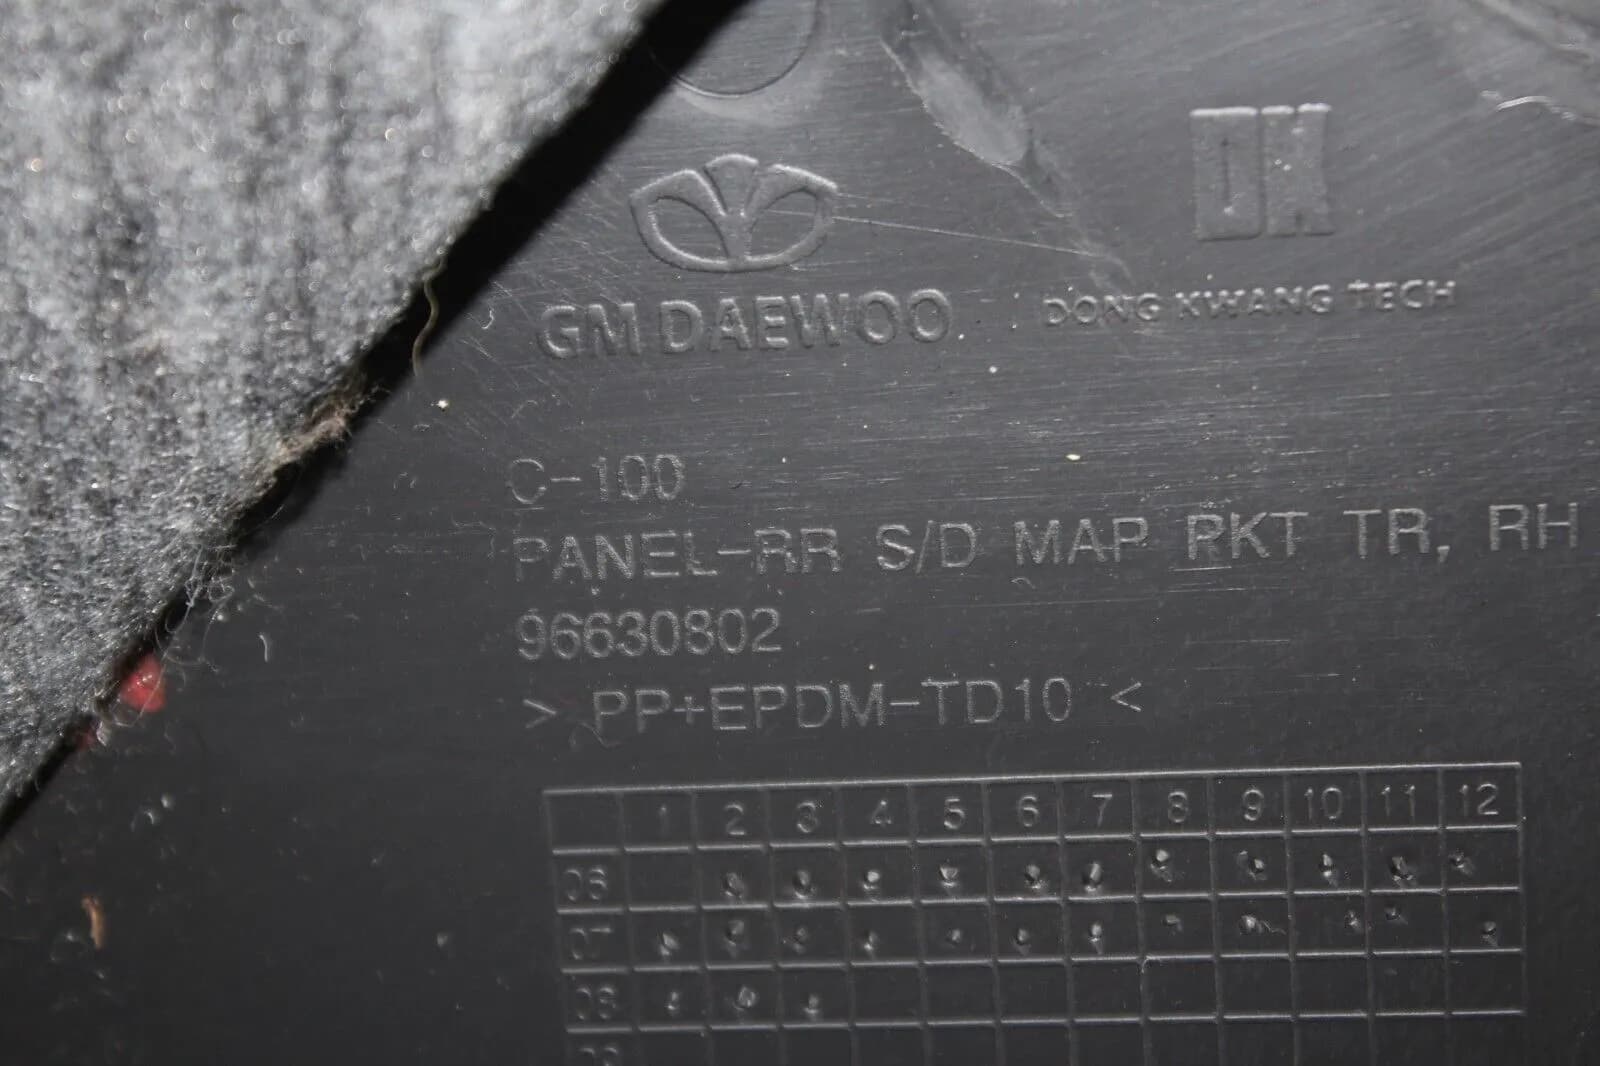 DK
GM DAEWOO
DONG KWANG TECH
C-100
PANEL-RR S/D MAP PKT TR, RH
96630802
> PP+EPDM-TD10 <
1 2 3 4 5 6 7 8 9 10 11 12
06
07
08